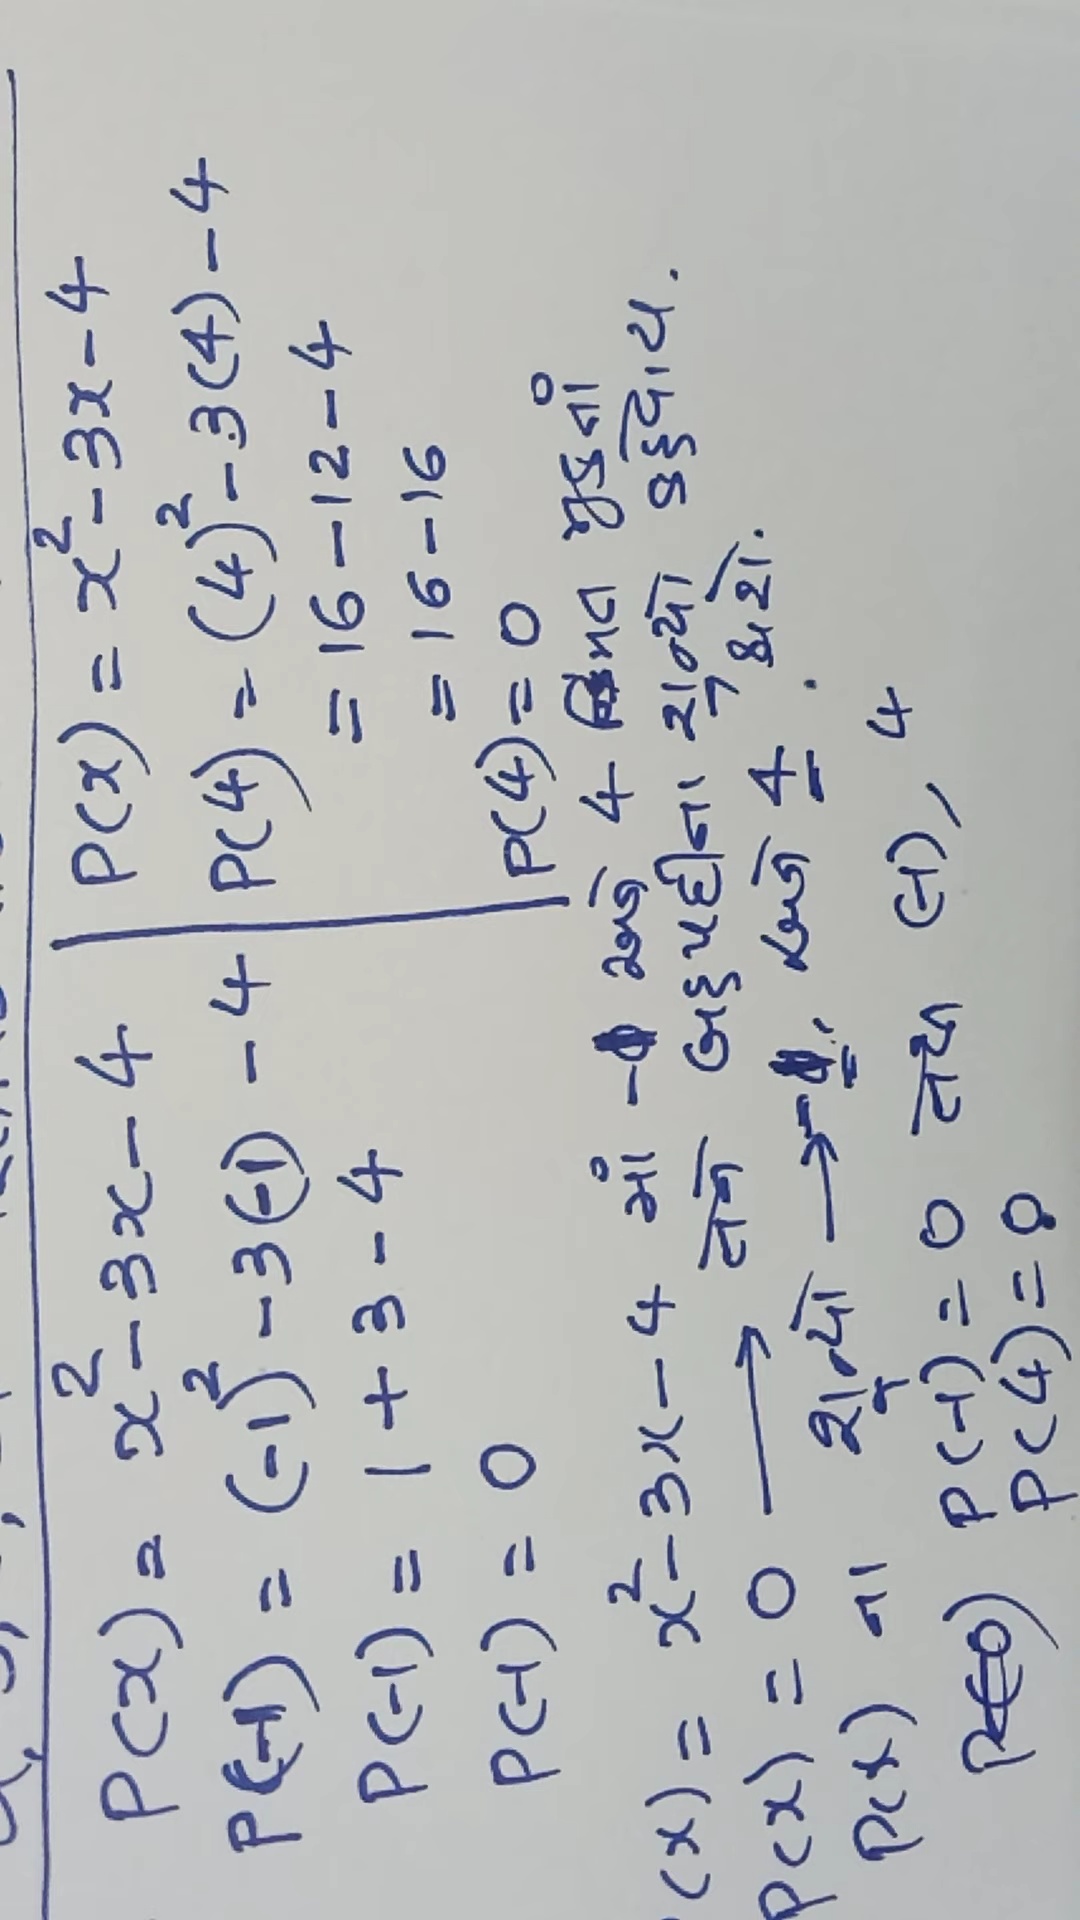 P(x) = x² - 3x - 4
P(-1) = (-1)² - 3(-1) - 4
P(-1) = 1 + 3 - 4
P(-1) = 0
P(x) = x² - 3x - 4
P(4) = (4)² - 3(4) - 4
= 16 - 12 - 4
= 16 - 16
P(4) = 0
(x) = x² - 3x - 4 માં - અને 4 કિંમત મુકતાં
P(x) = 0 → તેને બહુપદીના શૂન્યો કહેવાય.
P(x) ના શૂન્યો → -1. અને 4. થશે.
P(-1) = 0 તથા (-1), 4
P(4) = 0